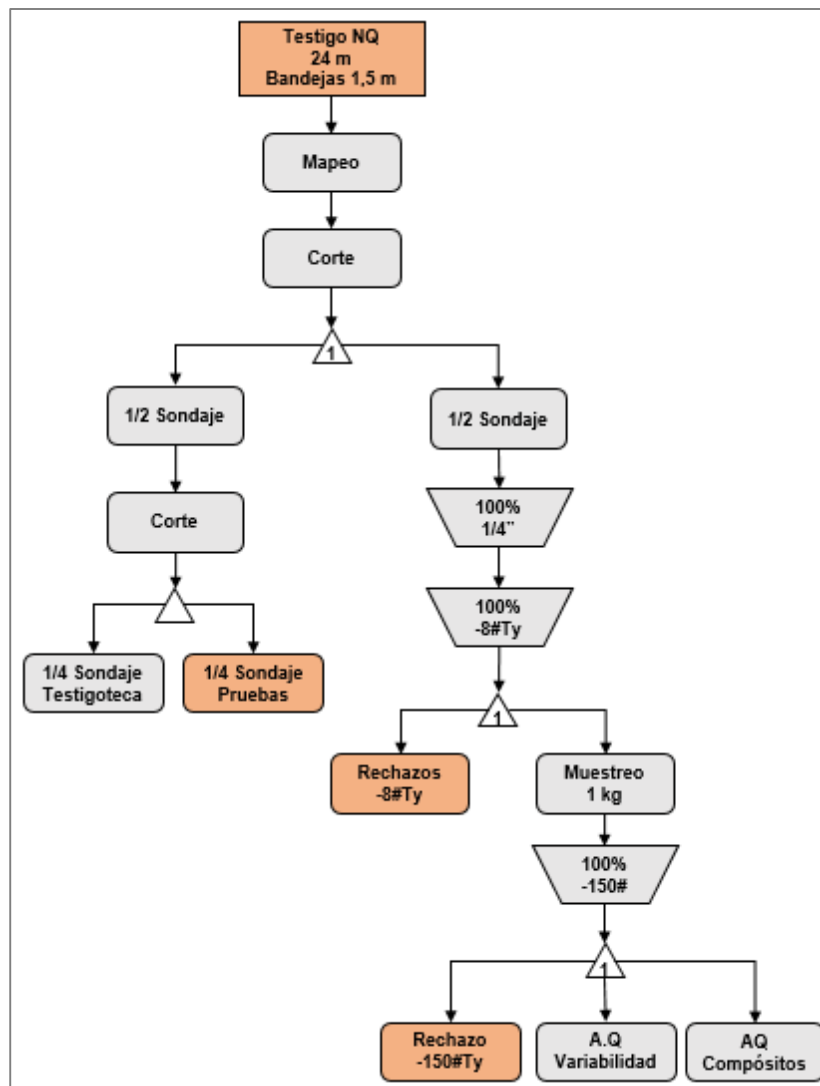 Testigo NQ
24 m
Bandejas 1,5 m
Mapeo
Corte
1
1/2 Sondaje
1/2 Sondaje
100%
1/4”
Corte
100%
-8#Ty
1/4 Sondaje
Testigoteca
1/4 Sondaje
Pruebas
1
Rechazos
-8#Ty
Muestreo
1 kg
100%
-150#
1
Rechazo
-150#Ty
A.Q
Variabilidad
AQ
Compósitos